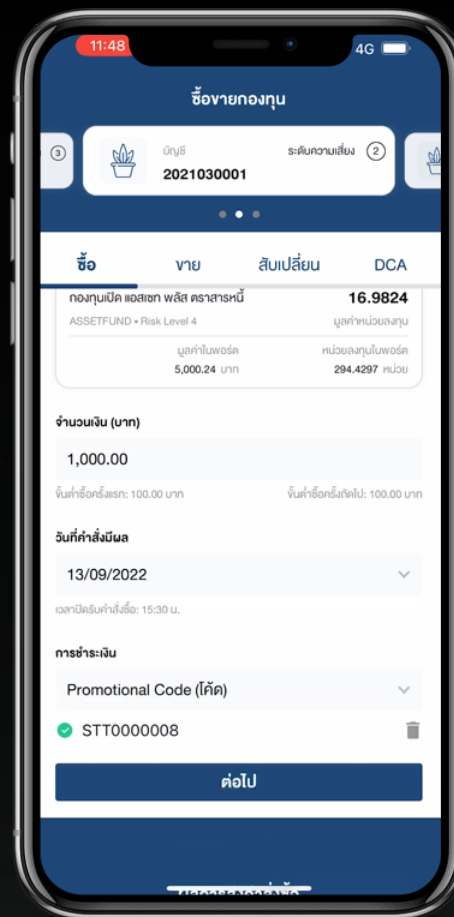 11:48
4G
ซื้อขายกองทุน
3
บัญชี
ระดับความเสี่ยง 2
2021030001
ซื้อ ขาย สับเปลี่ยน DCA
กองทุนเปิด แอสเซท พลัส ตราสารหนี้ 16.9824
ASSETFUND • Risk Level 4 มูลค่าหน่วยลงทุน
มูลค่าในพอร์ต หน่วยลงทุนในพอร์ต
5,000.24 บาท 294.4297 หน่วย
จำนวนเงิน (บาท)
1,000.00
ขั้นต่ำซื้อครั้งแรก: 100.00 บาท ขั้นต่ำซื้อครั้งถัดไป: 100.00 บาท
วันที่คำสั่งมีผล
13/09/2022
เวลาปิดรับคำสั่งซื้อ: 15:30 น.
การชำระเงิน
Promotional Code (โค้ด)
STT0000008
ต่อไป